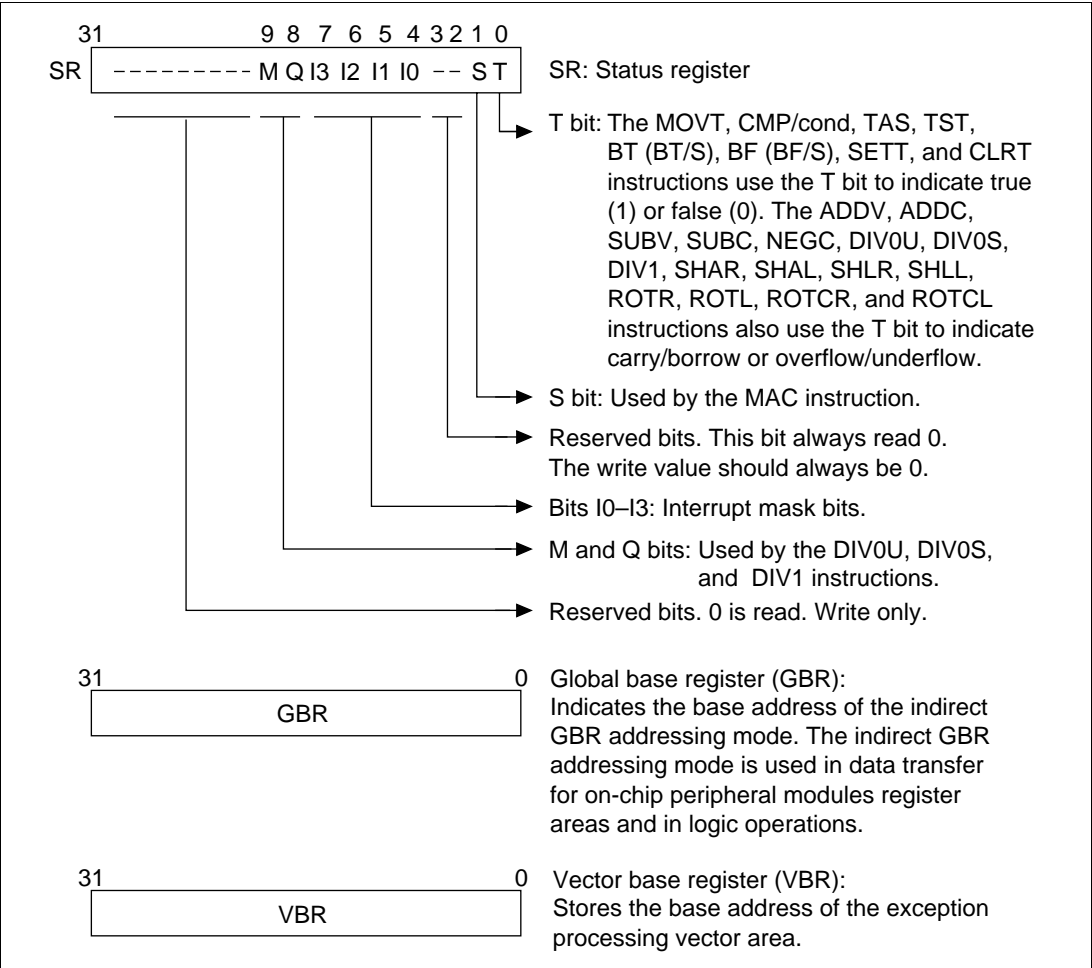 31 9 8 7 6 5 4 3 2 1 0
SR ---------- M Q I3 I2 I1 I0 -- S T SR: Status register
T bit: The MOVT, CMP/cond, TAS, TST,
BT (BT/S), BF (BF/S), SETT, and CLRT
instructions use the T bit to indicate true
(1) or false (0). The ADDV, ADDC,
SUBV, SUBC, NEGC, DIV0U, DIV0S,
DIV1, SHAR, SHAL, SHLR, SHLL,
ROTR, ROTL, ROTCR, and ROTCL
instructions also use the T bit to indicate
carry/borrow or overflow/underflow.
S bit: Used by the MAC instruction.
Reserved bits. This bit always read 0.
The write value should always be 0.
Bits I0–I3: Interrupt mask bits.
M and Q bits: Used by the DIV0U, DIV0S,
and DIV1 instructions.
Reserved bits. 0 is read. Write only.
31 0 Global base register (GBR):
GBR Indicates the base address of the indirect
GBR addressing mode. The indirect GBR
addressing mode is used in data transfer
for on-chip peripheral modules register
areas and in logic operations.
31 0 Vector base register (VBR):
VBR Stores the base address of the exception
processing vector area.